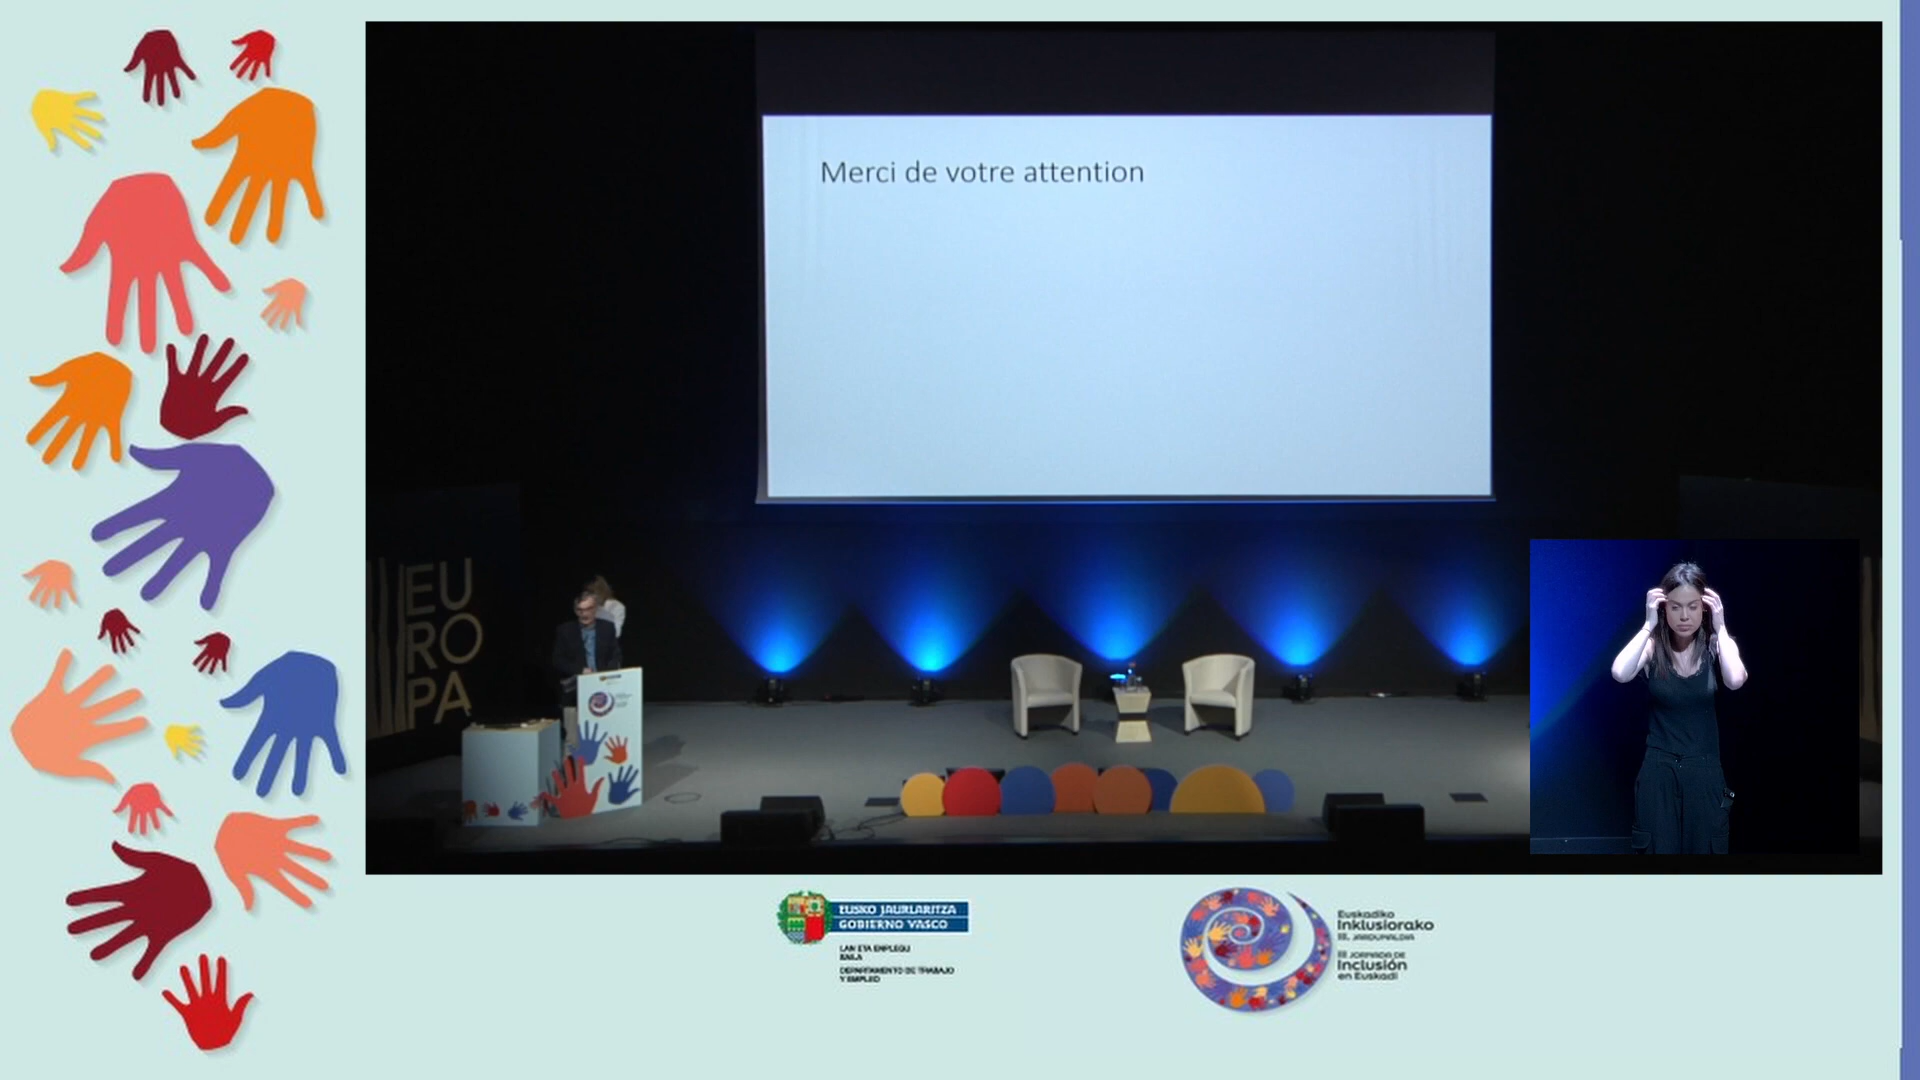 Merci de votre attention
EU
RO
PA
EUSKO JAURLARITZA
GOBIERNO VASCO
LAN ETA ENPLEGU
SAILA
DEPARTAMENTO DE TRABAJO
Y EMPLEO
Euskadiko
Inklusiorako
III. JARDUNALDIA
III JORNADA DE
Inclusión
en Euskadi